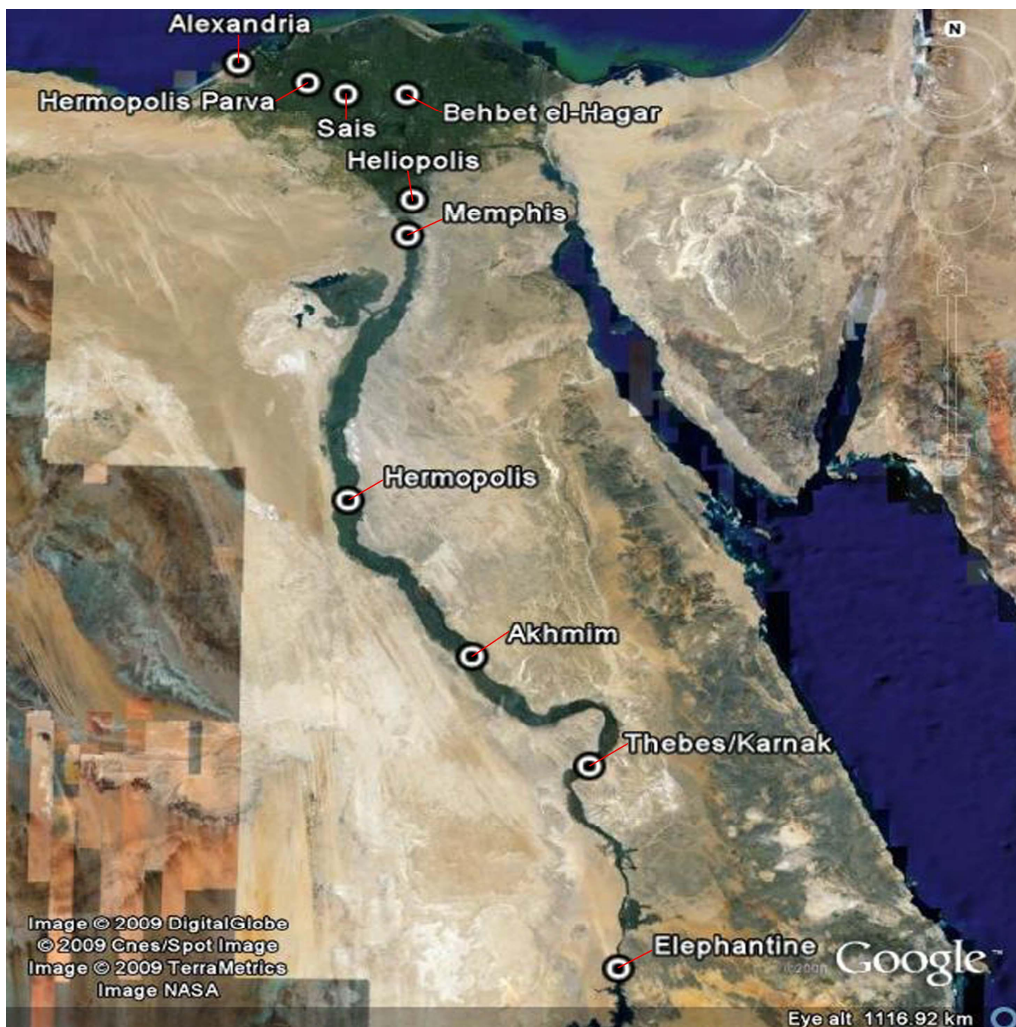 Alexandria
N
Hermopolis Parva
Sais
Behbet el-Hagar
Heliopolis
Memphis
Hermopolis
Akhmim
Thebes/Karnak
Elephantine
Image © 2009 DigitalGlobe
© 2009 Cnes/Spot Image
Image © 2009 TerraMetrics
Image NASA
Google™
Eye alt 1116.92 km